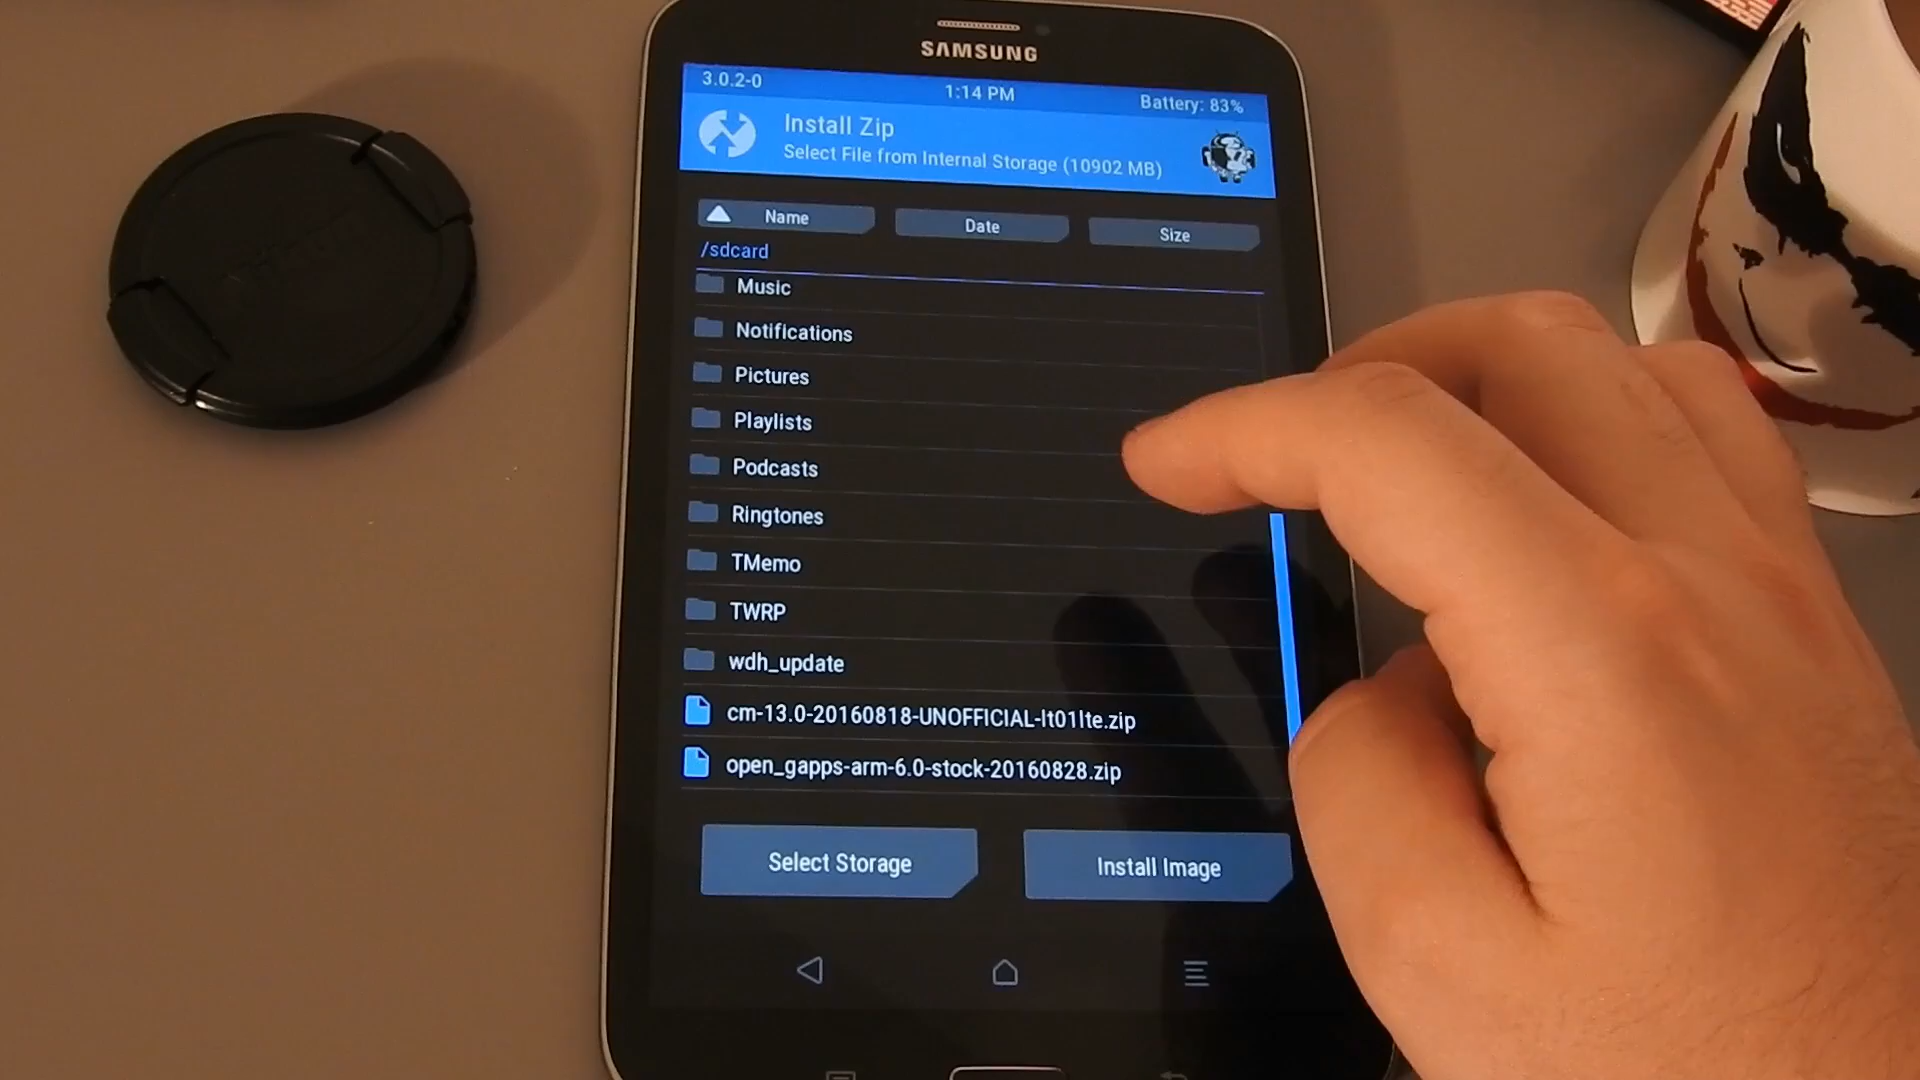 SAMSUNG
3.0.2-0
1:14 PM
Battery: 83%
Install Zip
Select File from Internal Storage (10902 MB)
Name
Date
Size
/sdcard
Music
Notifications
Pictures
Playlists
Podcasts
Ringtones
TMemo
TWRP
wdh_update
cm-13.0-20160818-UNOFFICIAL-lt01lte.zip
open_gapps-arm-6.0-stock-20160828.zip
Select Storage
Install Image